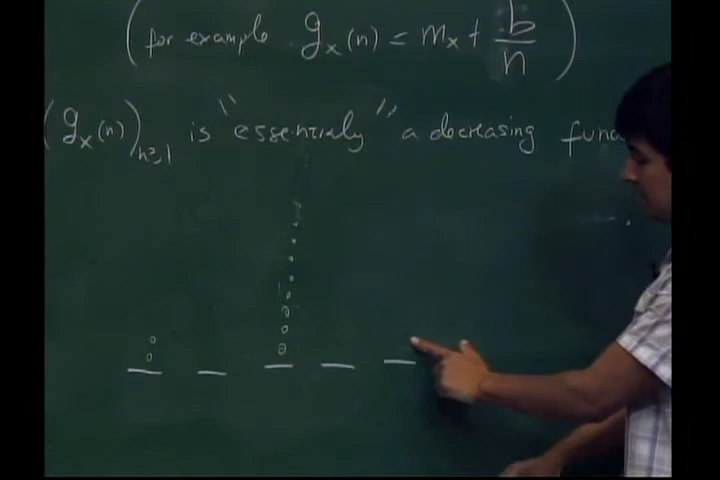 (for example g_x(n) = m_x + b/n)
(g_x(n))_{n≥1} is "essentialy" a decreasing func